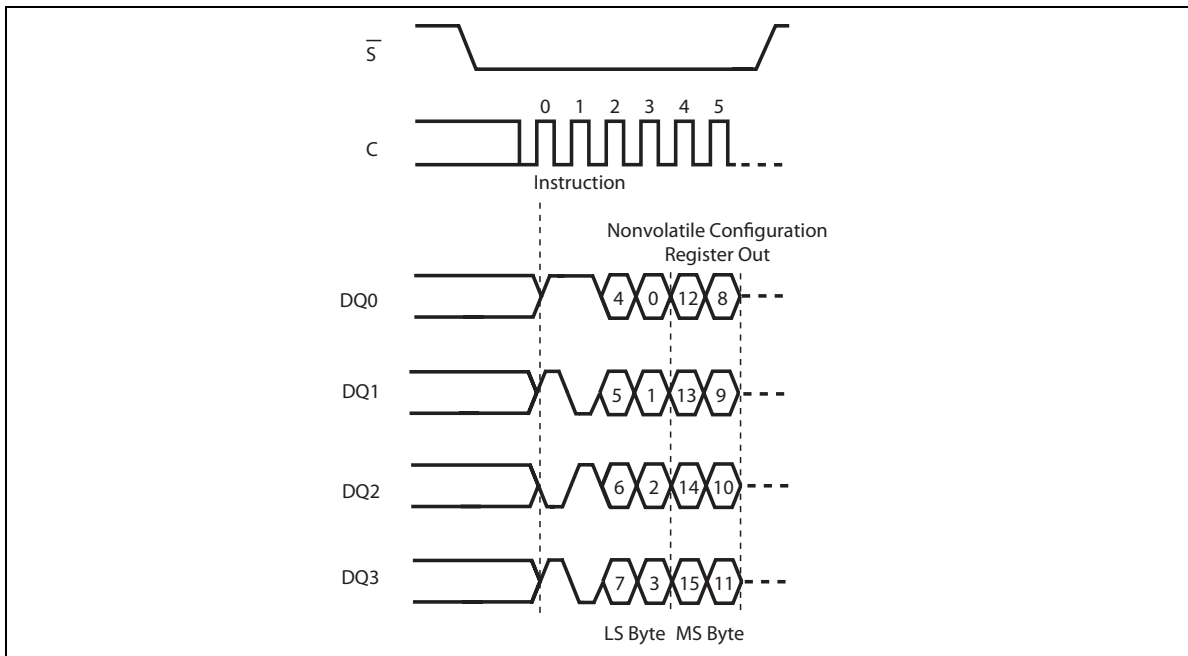 S
0 1 2 3 4 5
C
Instruction
Nonvolatile Configuration
Register Out
DQ0 4 0 12 8
DQ1 5 1 13 9
DQ2 6 2 14 10
DQ3 7 3 15 11
LS Byte MS Byte